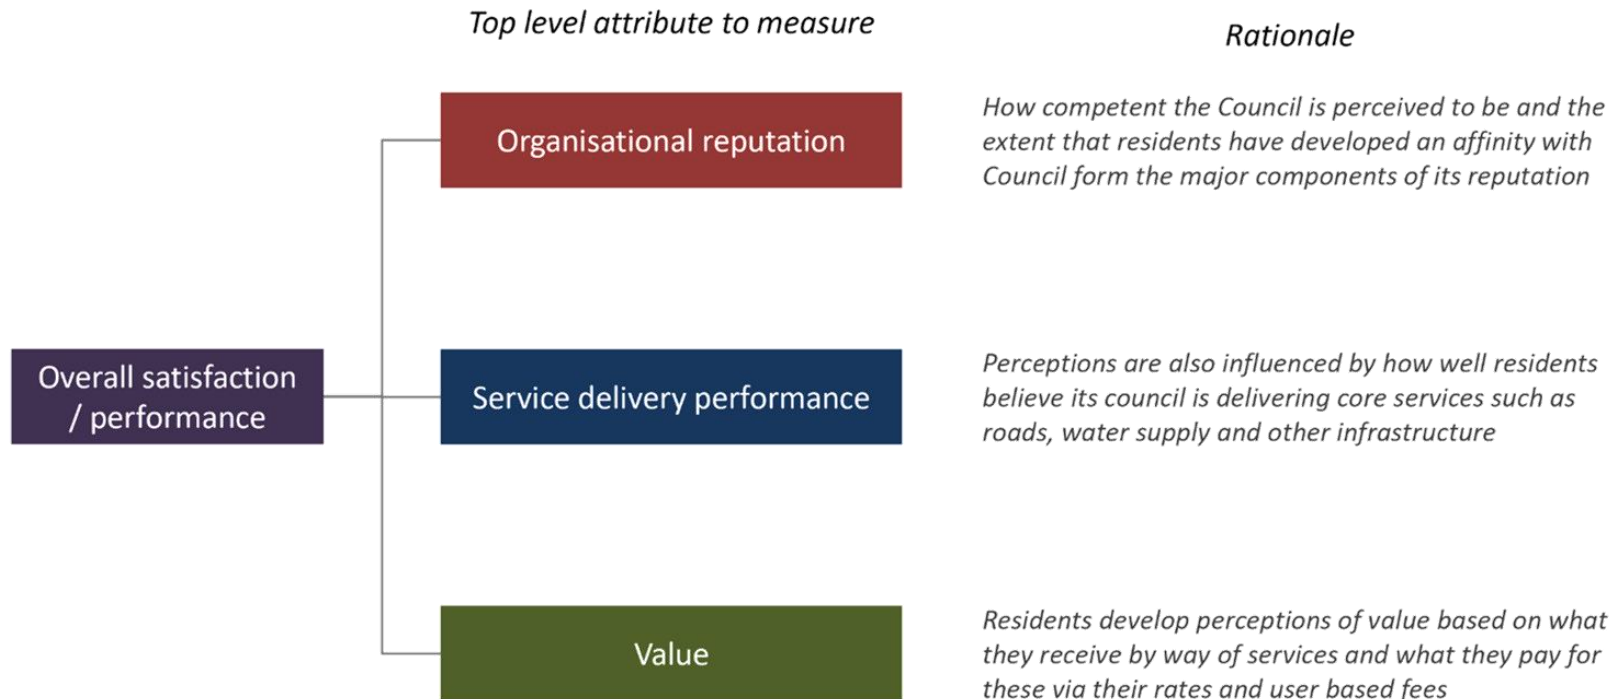 Top level attribute to measure
Rationale
Organisational reputation
How competent the Council is perceived to be and the
extent that residents have developed an affinity with
Council form the major components of its reputation
Overall satisfaction
/ performance
Service delivery performance
Perceptions are also influenced by how well residents
believe its council is delivering core services such as
roads, water supply and other infrastructure
Value
Residents develop perceptions of value based on what
they receive by way of services and what they pay for
these via their rates and user based fees